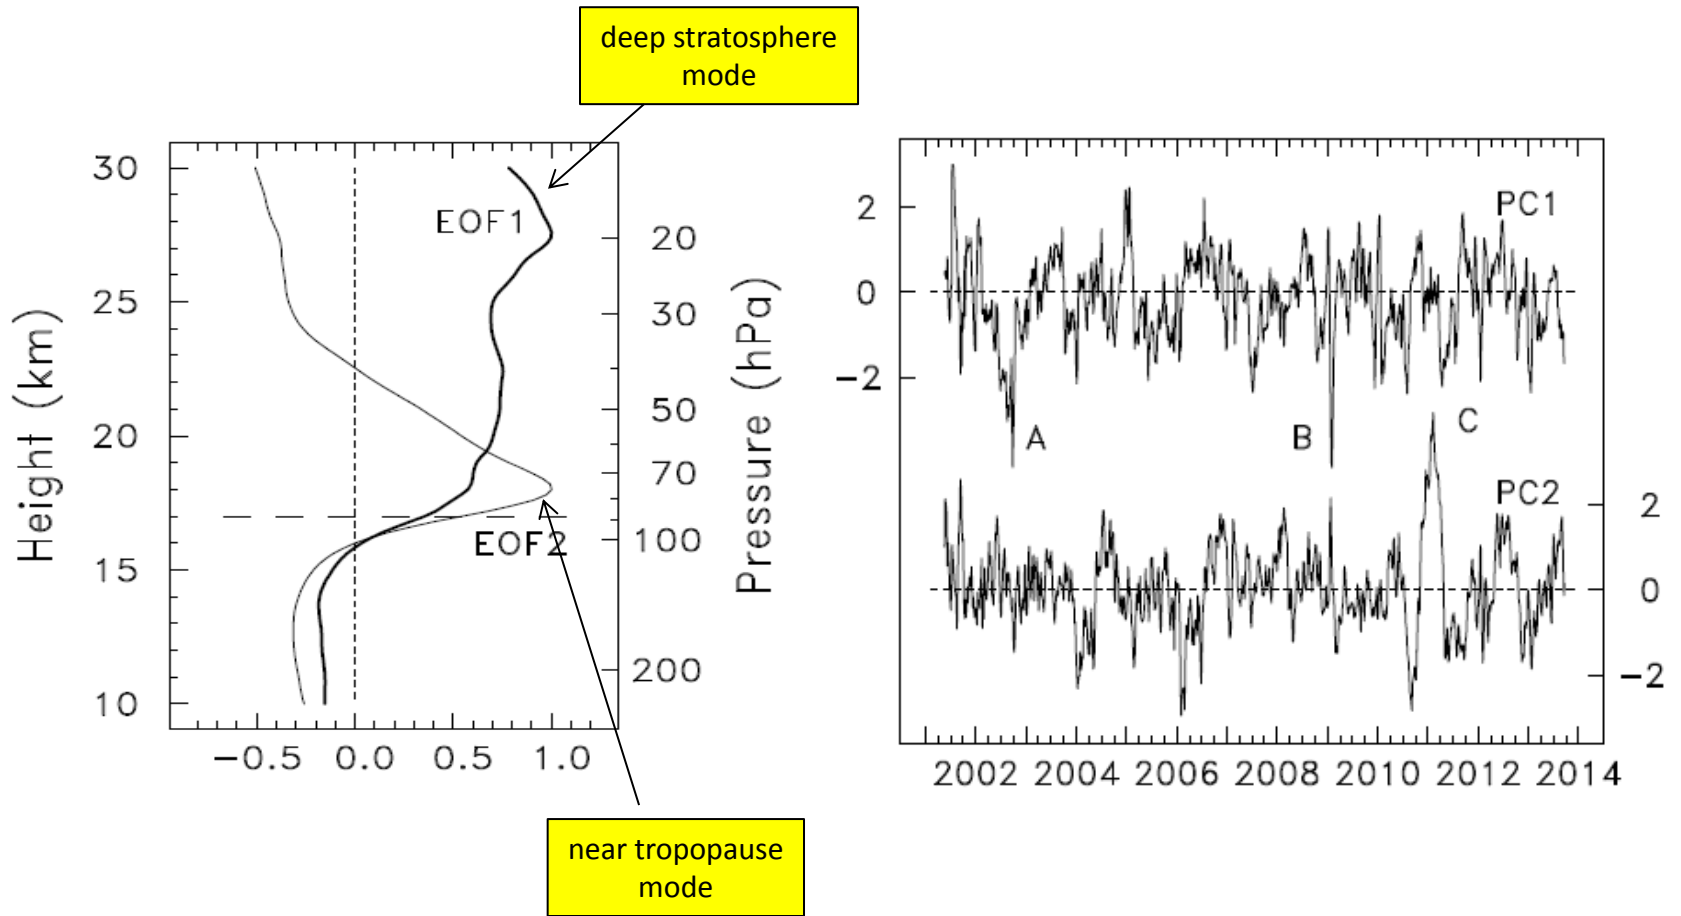 deep stratosphere
mode
30
25
20
15
10
Height (km)
EOF1
EOF2
20
30
50
70
100
200
Pressure (hPa)
−0.5 0.0 0.5 1.0
near tropopause
mode
2
0
−2
PC1
A
B
C
PC2
2
0
−2
2002 2004 2006 2008 2010 2012 2014